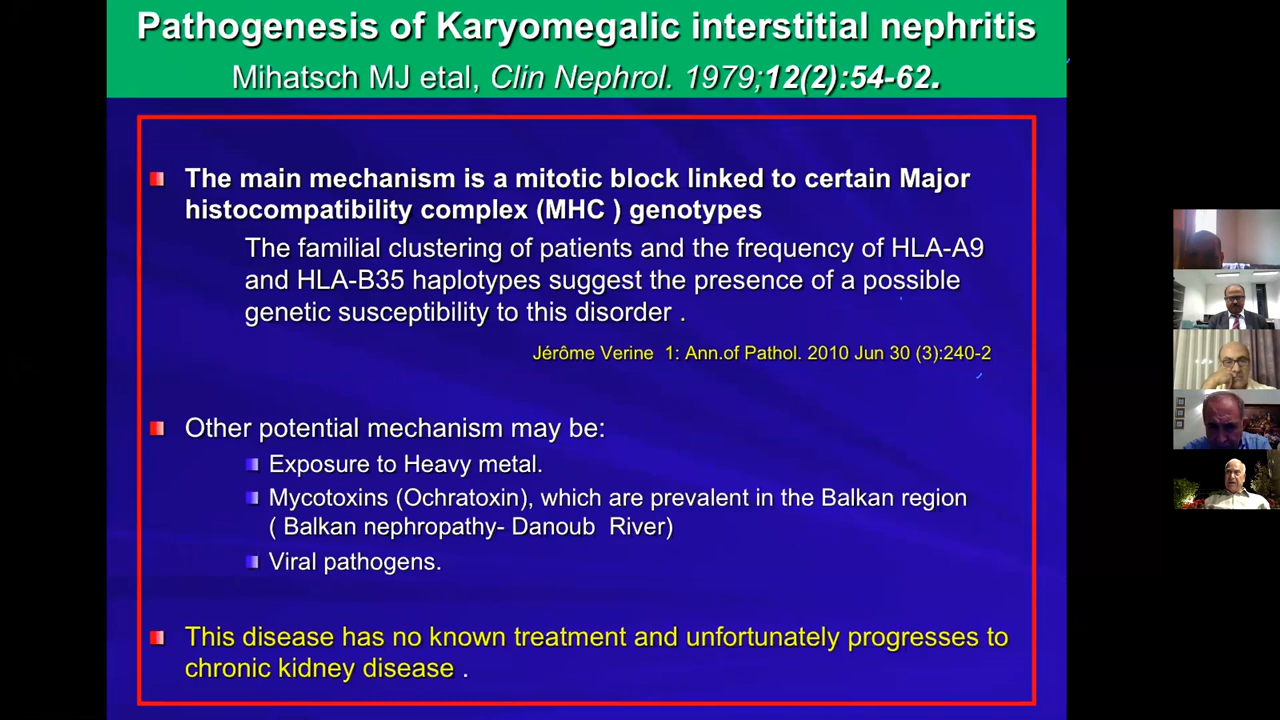 Pathogenesis of Karyomegalic interstitial nephritis
Mihatsch MJ etal, Clin Nephrol. 1979;12(2):54-62.
The main mechanism is a mitotic block linked to certain Major
histocompatibility complex (MHC ) genotypes
The familial clustering of patients and the frequency of HLA-A9
and HLA-B35 haplotypes suggest the presence of a possible
genetic susceptibility to this disorder .
Jérôme Verine 1: Ann.of Pathol. 2010 Jun 30 (3):240-2
Other potential mechanism may be:
Exposure to Heavy metal.
Mycotoxins (Ochratoxin), which are prevalent in the Balkan region
( Balkan nephropathy- Danoub River)
Viral pathogens.
This disease has no known treatment and unfortunately progresses to
chronic kidney disease .